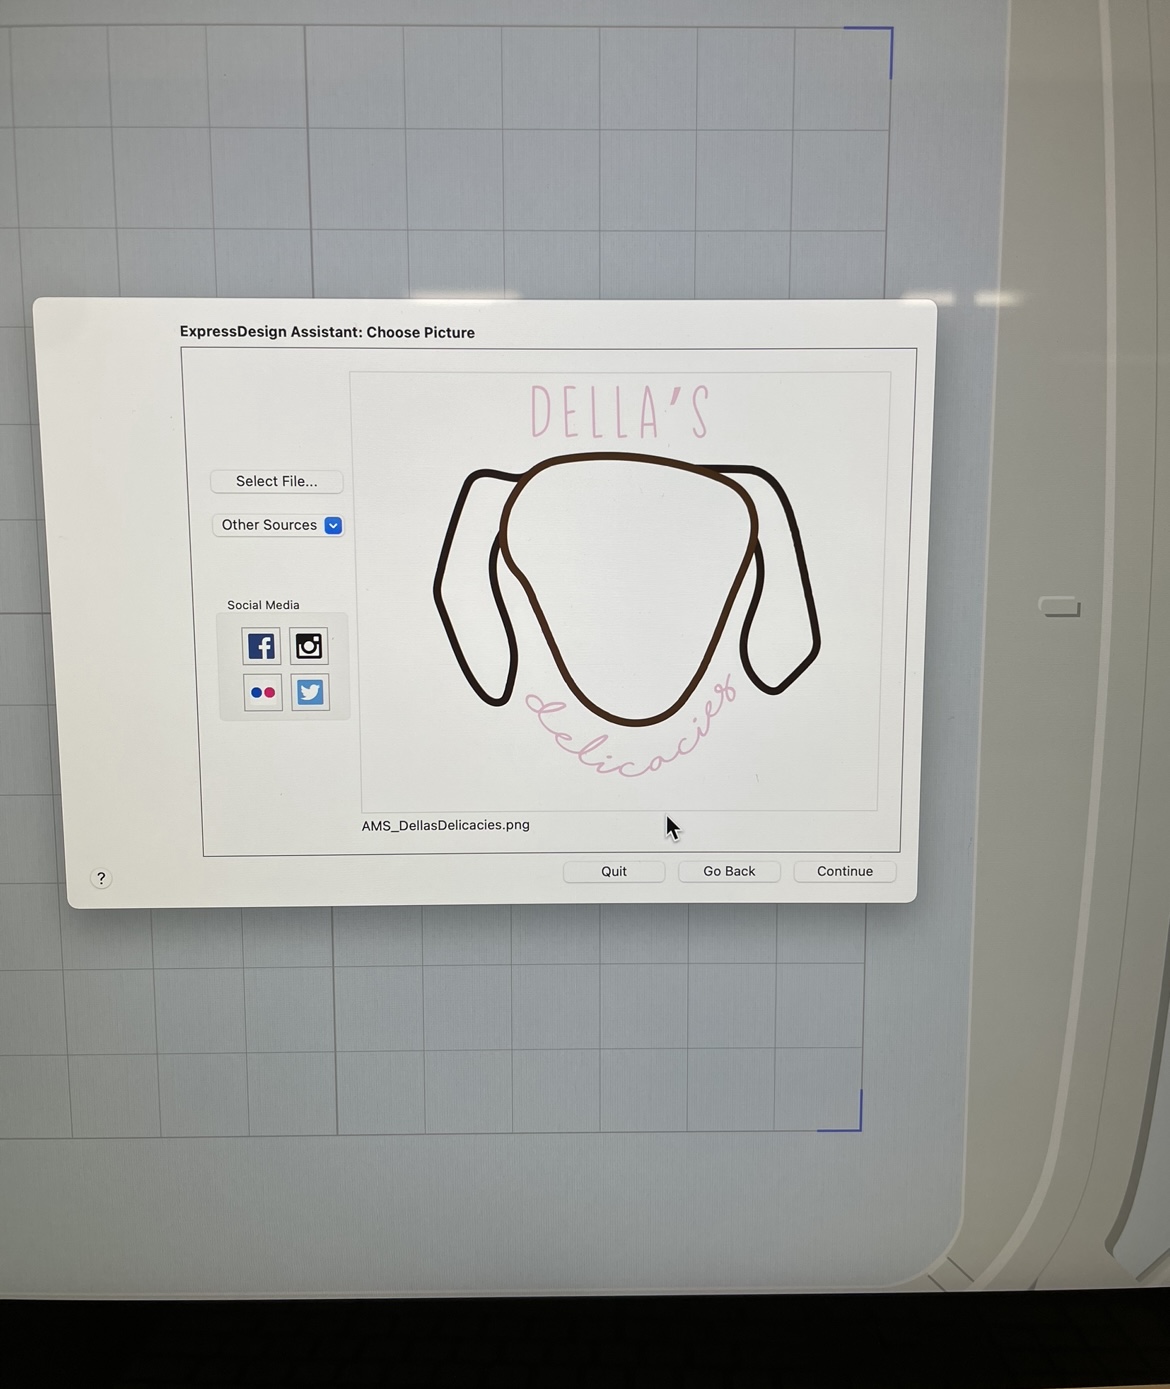 ExpressDesign Assistant: Choose Picture
DELLA'S
delicacies
Select File...
Other Sources
Social Media
AMS_DellasDelicacies.png
?
Quit
Go Back
Continue